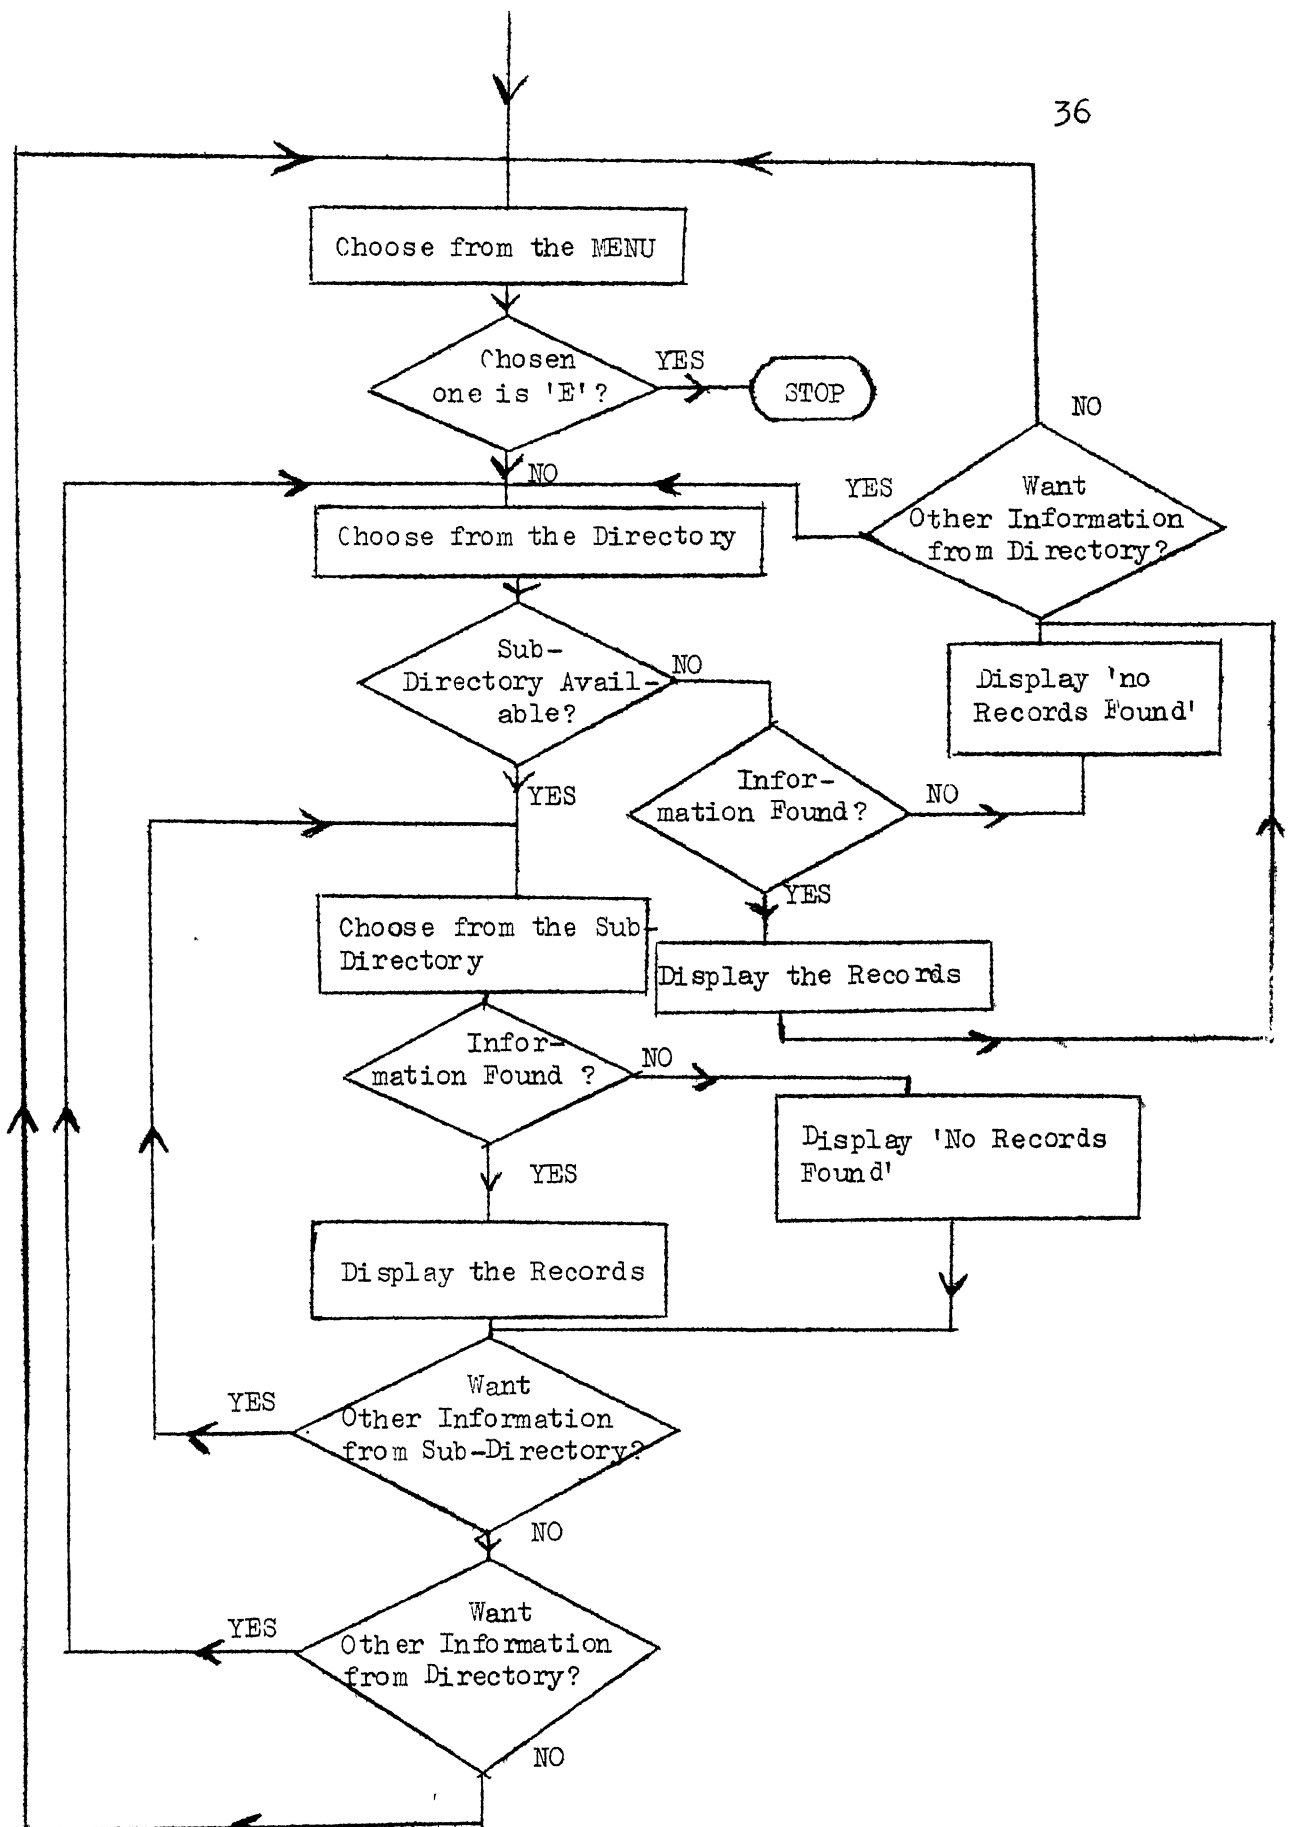 36
Choose from the MENU
Chosen
one is 'E'?
YES
STOP
NO
NO
YES
Want
Other Information
from Directory?
Choose from the Directory
Sub-
Directory Avail-
able?
NO
Display 'no
Records Found'
YES
Infor-
mation Found?
NO
YES
Choose from the Sub-
Directory
Display the Records
Infor-
mation Found ?
NO
Display 'No Records
Found'
YES
Display the Records
YES
Want
Other Information
from Sub-Directory?
NO
YES
Want
Other Information
from Directory?
NO